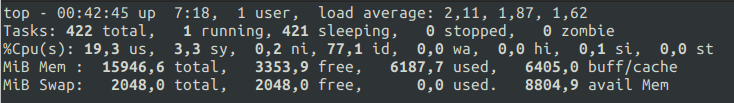 top - 00:42:45 up  7:18,  1 user,  load average: 2,11, 1,87, 1,62
Tasks: 422 total,   1 running, 421 sleeping,   0 stopped,   0 zombie
%Cpu(s): 19,3 us,  3,3 sy,  0,2 ni, 77,1 id,  0,0 wa,  0,0 hi,  0,1 si,  0,0 st
MiB Mem :  15946,6 total,   3353,9 free,   6187,7 used,   6405,0 buff/cache
MiB Swap:   2048,0 total,   2048,0 free,      0,0 used.   8804,9 avail Mem